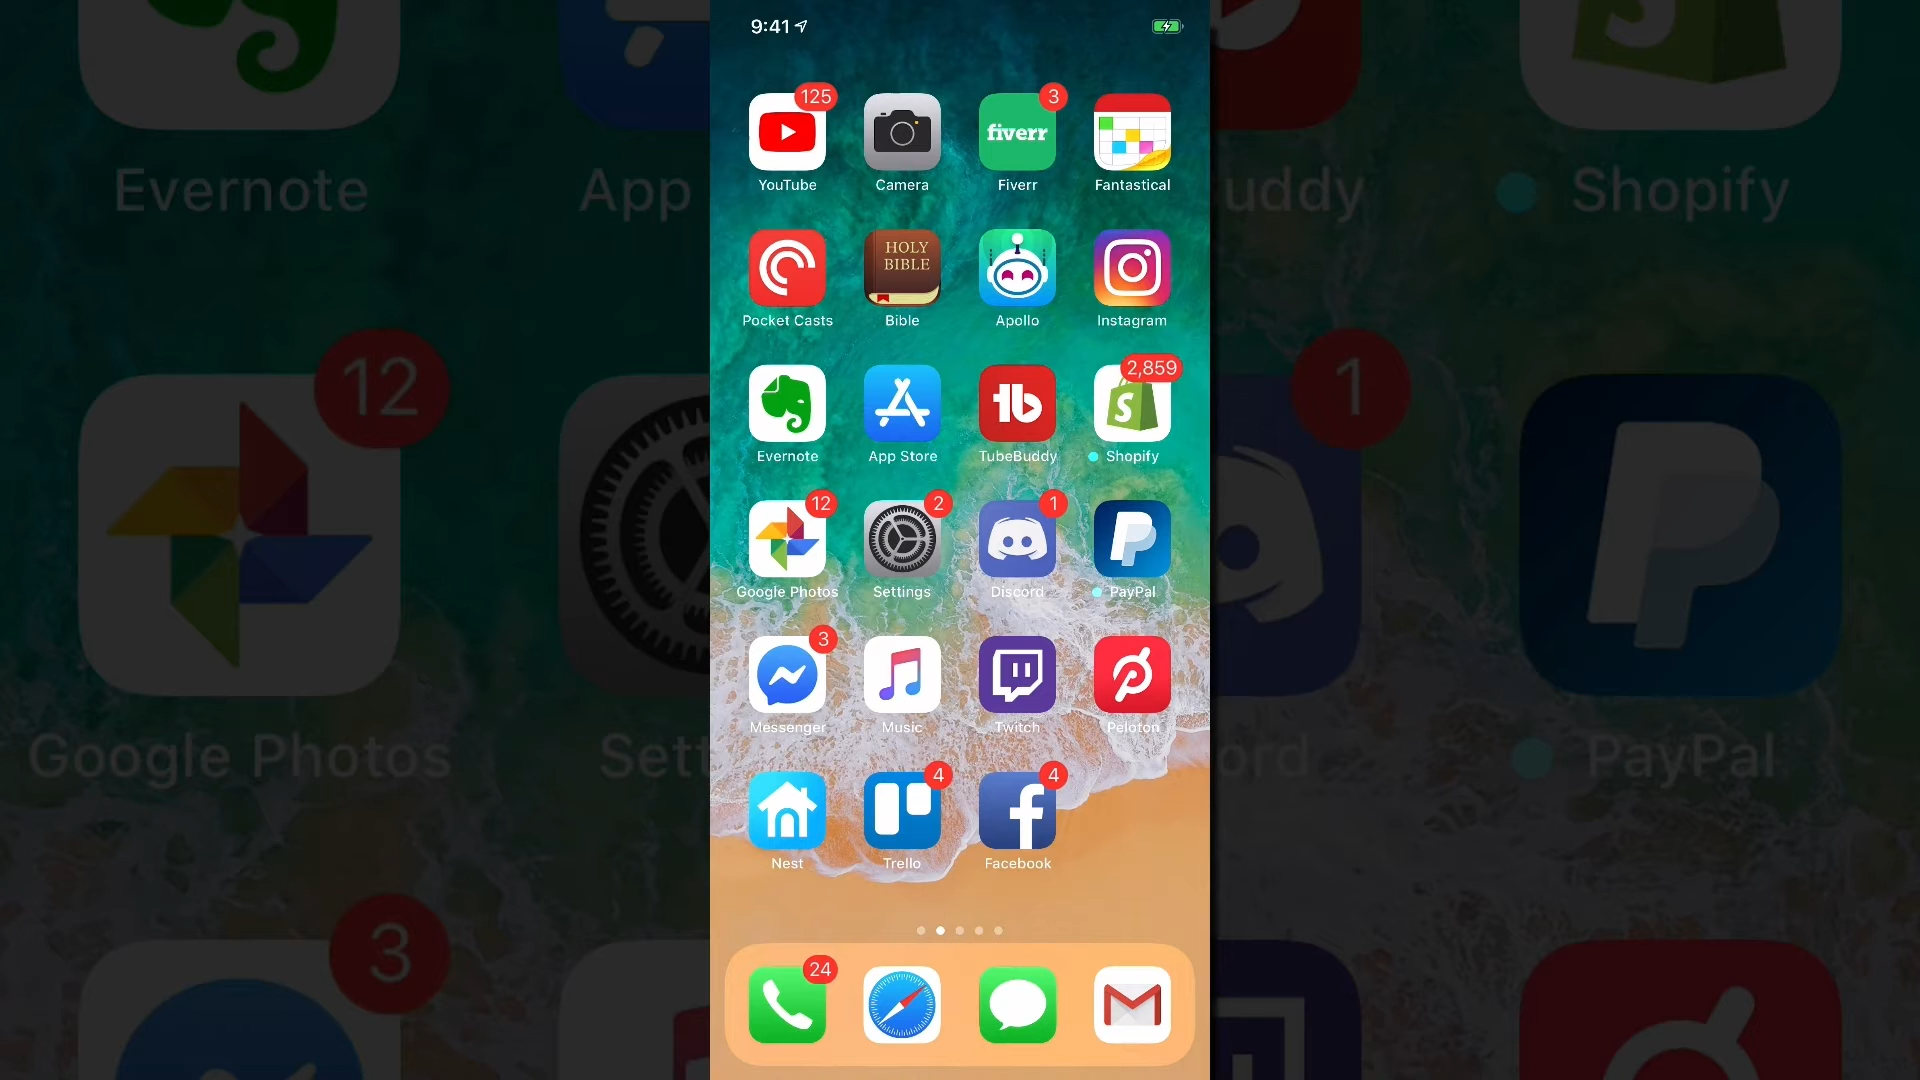 9:41
125
3
fiverr
YouTube
Camera
Fiverr
Fantastical
HOLY
BIBLE
Pocket Casts
Bible
Apollo
Instagram
2,859
tb
S
Evernote
App Store
TubeBuddy
Shopify
12
2
1
Google Photos
Settings
Discord
PayPal
3
Messenger
Music
Twitch
Peloton
4
4
Nest
Trello
Facebook
24
Evernote
App
uddy
Shopify
12
1
Google Photos
Sett
ord
PayPal
3